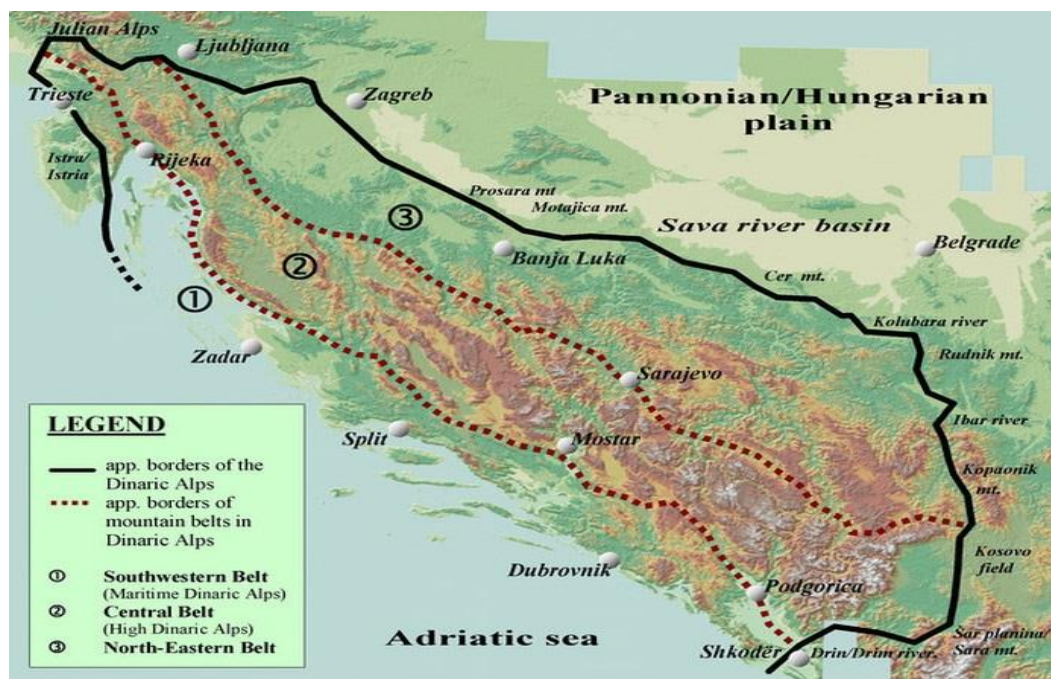 Julian Alps
Ljubljana
Trieste
Zagreb
Pannonian/Hungarian
plain
Istra/
Istria
Rijeka
Prosara mt
Motajica mt.
③
Sava river basin
Banja Luka
Belgrade
②
Cer mt.
①
Kolubara river
Zadar
Rudnik mt.
Sarajevo
Ibar river
Split
Mostar
Kopaonik
mt.
Kosovo
field
Dubrovnik
Podgorica
Adriatic sea
Šar planina/
Šara mt.
Shkodër
Drin/Drim river.
LEGEND
app. borders of the
Dinaric Alps
app. borders of
mountain belts in
Dinaric Alps
① Southwestern Belt
(Maritime Dinaric Alps)
② Central Belt
(High Dinaric Alps)
③ North-Eastern Belt